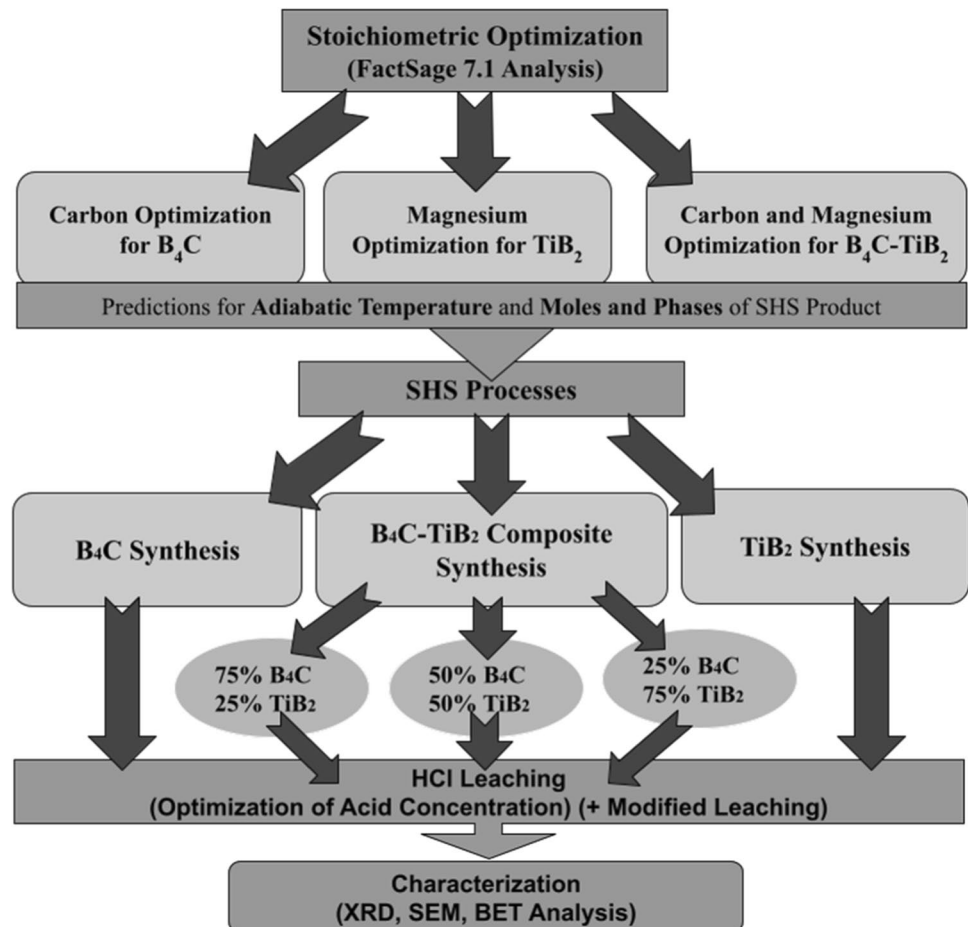 Stoichiometric Optimization
(FactSage 7.1 Analysis)
Carbon Optimization
for B₄C
Magnesium
Optimization for TiB₂
Carbon and Magnesium
Optimization for B₄C-TiB₂
Predictions for Adiabatic Temperature and Moles and Phases of SHS Product
SHS Processes
B₄C Synthesis
B₄C-TiB₂ Composite
Synthesis
TiB₂ Synthesis
75% B₄C
25% TiB₂
50% B₄C
50% TiB₂
25% B₄C
75% TiB₂
HCl Leaching
(Optimization of Acid Concentration) (+ Modified Leaching)
Characterization
(XRD, SEM, BET Analysis)